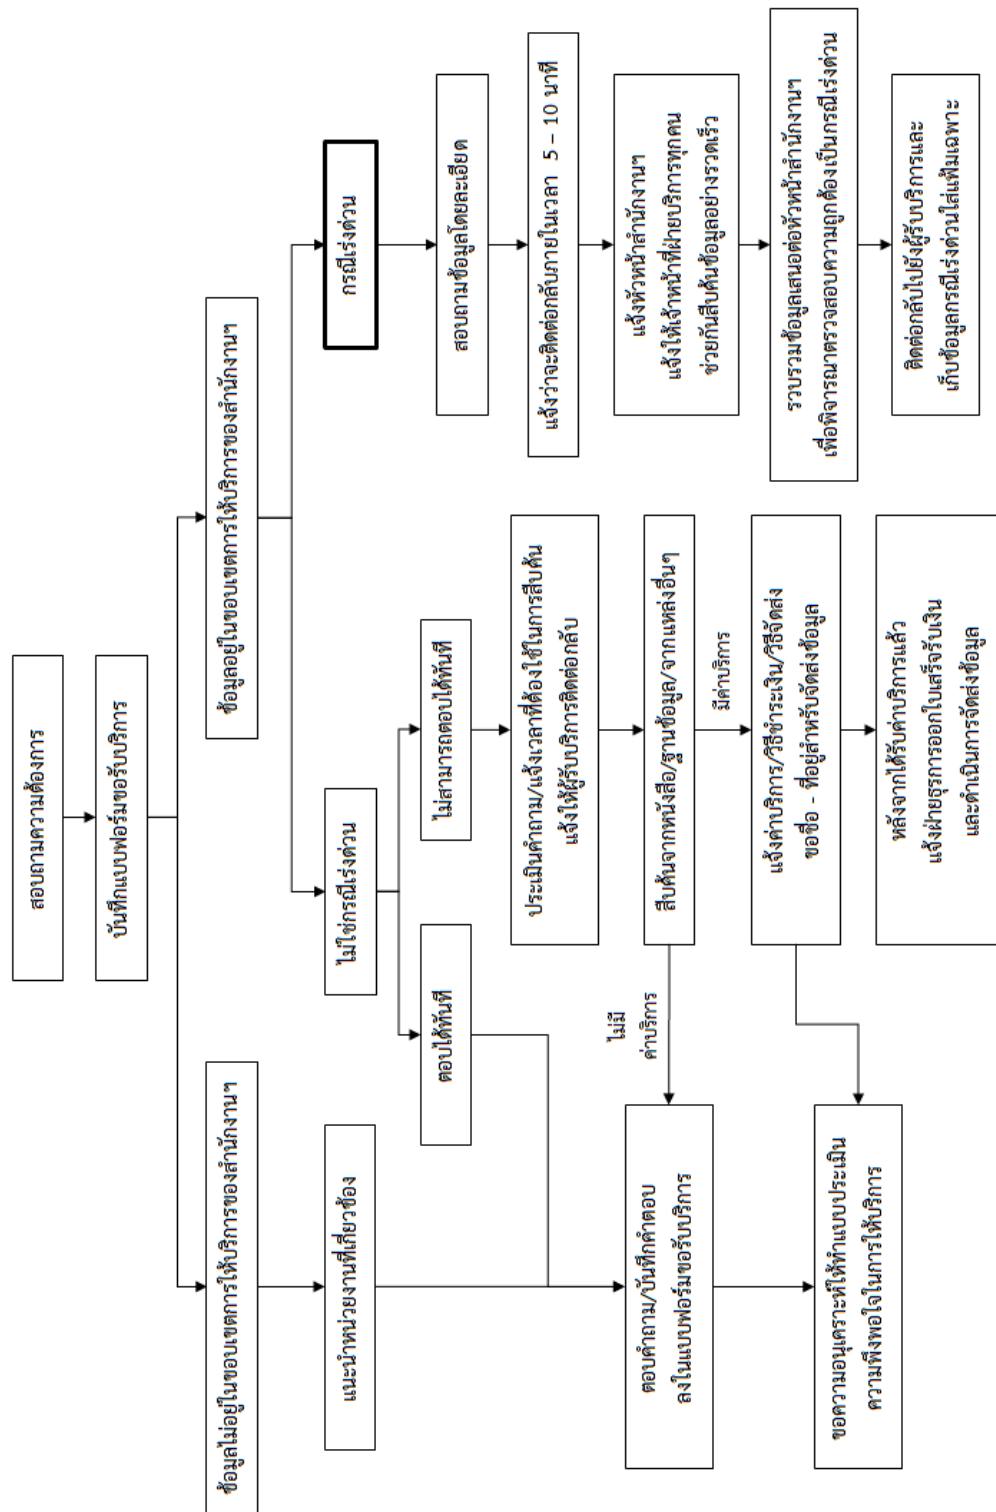 สอบถามความต้องการ
บันทึกแบบฟอร์มขอรับบริการ
ข้อมูลไม่อยู่ในขอบเขตการให้บริการของสำนักงานฯ
ข้อมูลอยู่ในขอบเขตการให้บริการของสำนักงานฯ
แนะนำหน่วยงานที่เกี่ยวข้อง
ไม่ใช่กรณีเร่งด่วน
กรณีเร่งด่วน
ตอบได้ทันที
ไม่สามารถตอบได้ทันที
สอบถามข้อมูลโดยละเอียด
ประเมินคำถาม/แจ้งเวลาที่ต้องใช้ในการสืบค้น
แจ้งให้ผู้รับบริการติดต่อกลับ
แจ้งว่าจะติดต่อกลับภายในเวลา 5 – 10 นาที
ไม่มี
ค่าบริการ
สืบค้นจากหนังสือ/ฐานข้อมูล/จากแหล่งอื่นๆ
แจ้งหัวหน้าสำนักงานฯ
แจ้งให้เจ้าหน้าที่ฝ่ายบริการทุกคน
ช่วยกันสืบค้นข้อมูลอย่างรวดเร็ว
ตอบคำถาม/บันทึกคำตอบ
ลงในแบบฟอร์มขอรับบริการ
มีค่าบริการ
แจ้งค่าบริการ/วิธีชำระเงิน/วิธีจัดส่ง
ขอชื่อ - ที่อยู่สำหรับจัดส่งข้อมูล
รวบรวมข้อมูลเสนอต่อหัวหน้าสำนักงานฯ
เพื่อพิจารณาตรวจสอบความถูกต้องเป็นกรณีเร่งด่วน
ขอความอนุเคราะห์ให้ทำแบบประเมิน
ความพึงพอใจในการให้บริการ
หลังจากได้รับค่าบริการแล้ว
แจ้งฝ่ายธุรการออกใบเสร็จรับเงิน
และดำเนินการจัดส่งข้อมูล
ติดต่อกลับไปยังผู้รับบริการและ
เก็บข้อมูลกรณีเร่งด่วนใส่แฟ้มเฉพาะ